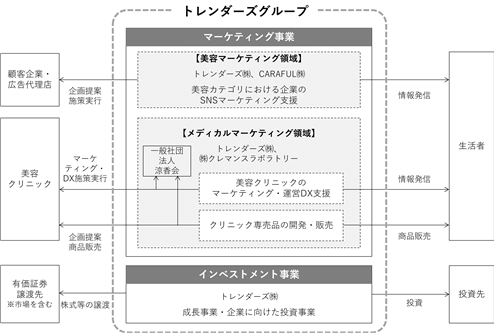 トレンダーズグループ
マーケティング事業
【美容マーケティング領域】
トレンダーズ㈱、CARAFUL㈱
美容カテゴリにおける企業の
SNSマーケティング支援
顧客企業・
広告代理店
企画提案
施策実行
情報発信
【メディカルマーケティング領域】
トレンダーズ㈱、
㈱クレマンスラボラトリー
一般社団
法人
涼香会
美容
クリニック
マーケ
ティング・
DX施策実行
美容クリニックの
マーケティング・運営DX支援
情報発信
生活者
クリニック専売品の開発・販売
企画提案
商品販売
商品販売
インベストメント事業
トレンダーズ㈱
成長事業・企業に向けた投資事業
有価証券
譲渡先
※市場を含む
株式等の譲渡
投資
投資先